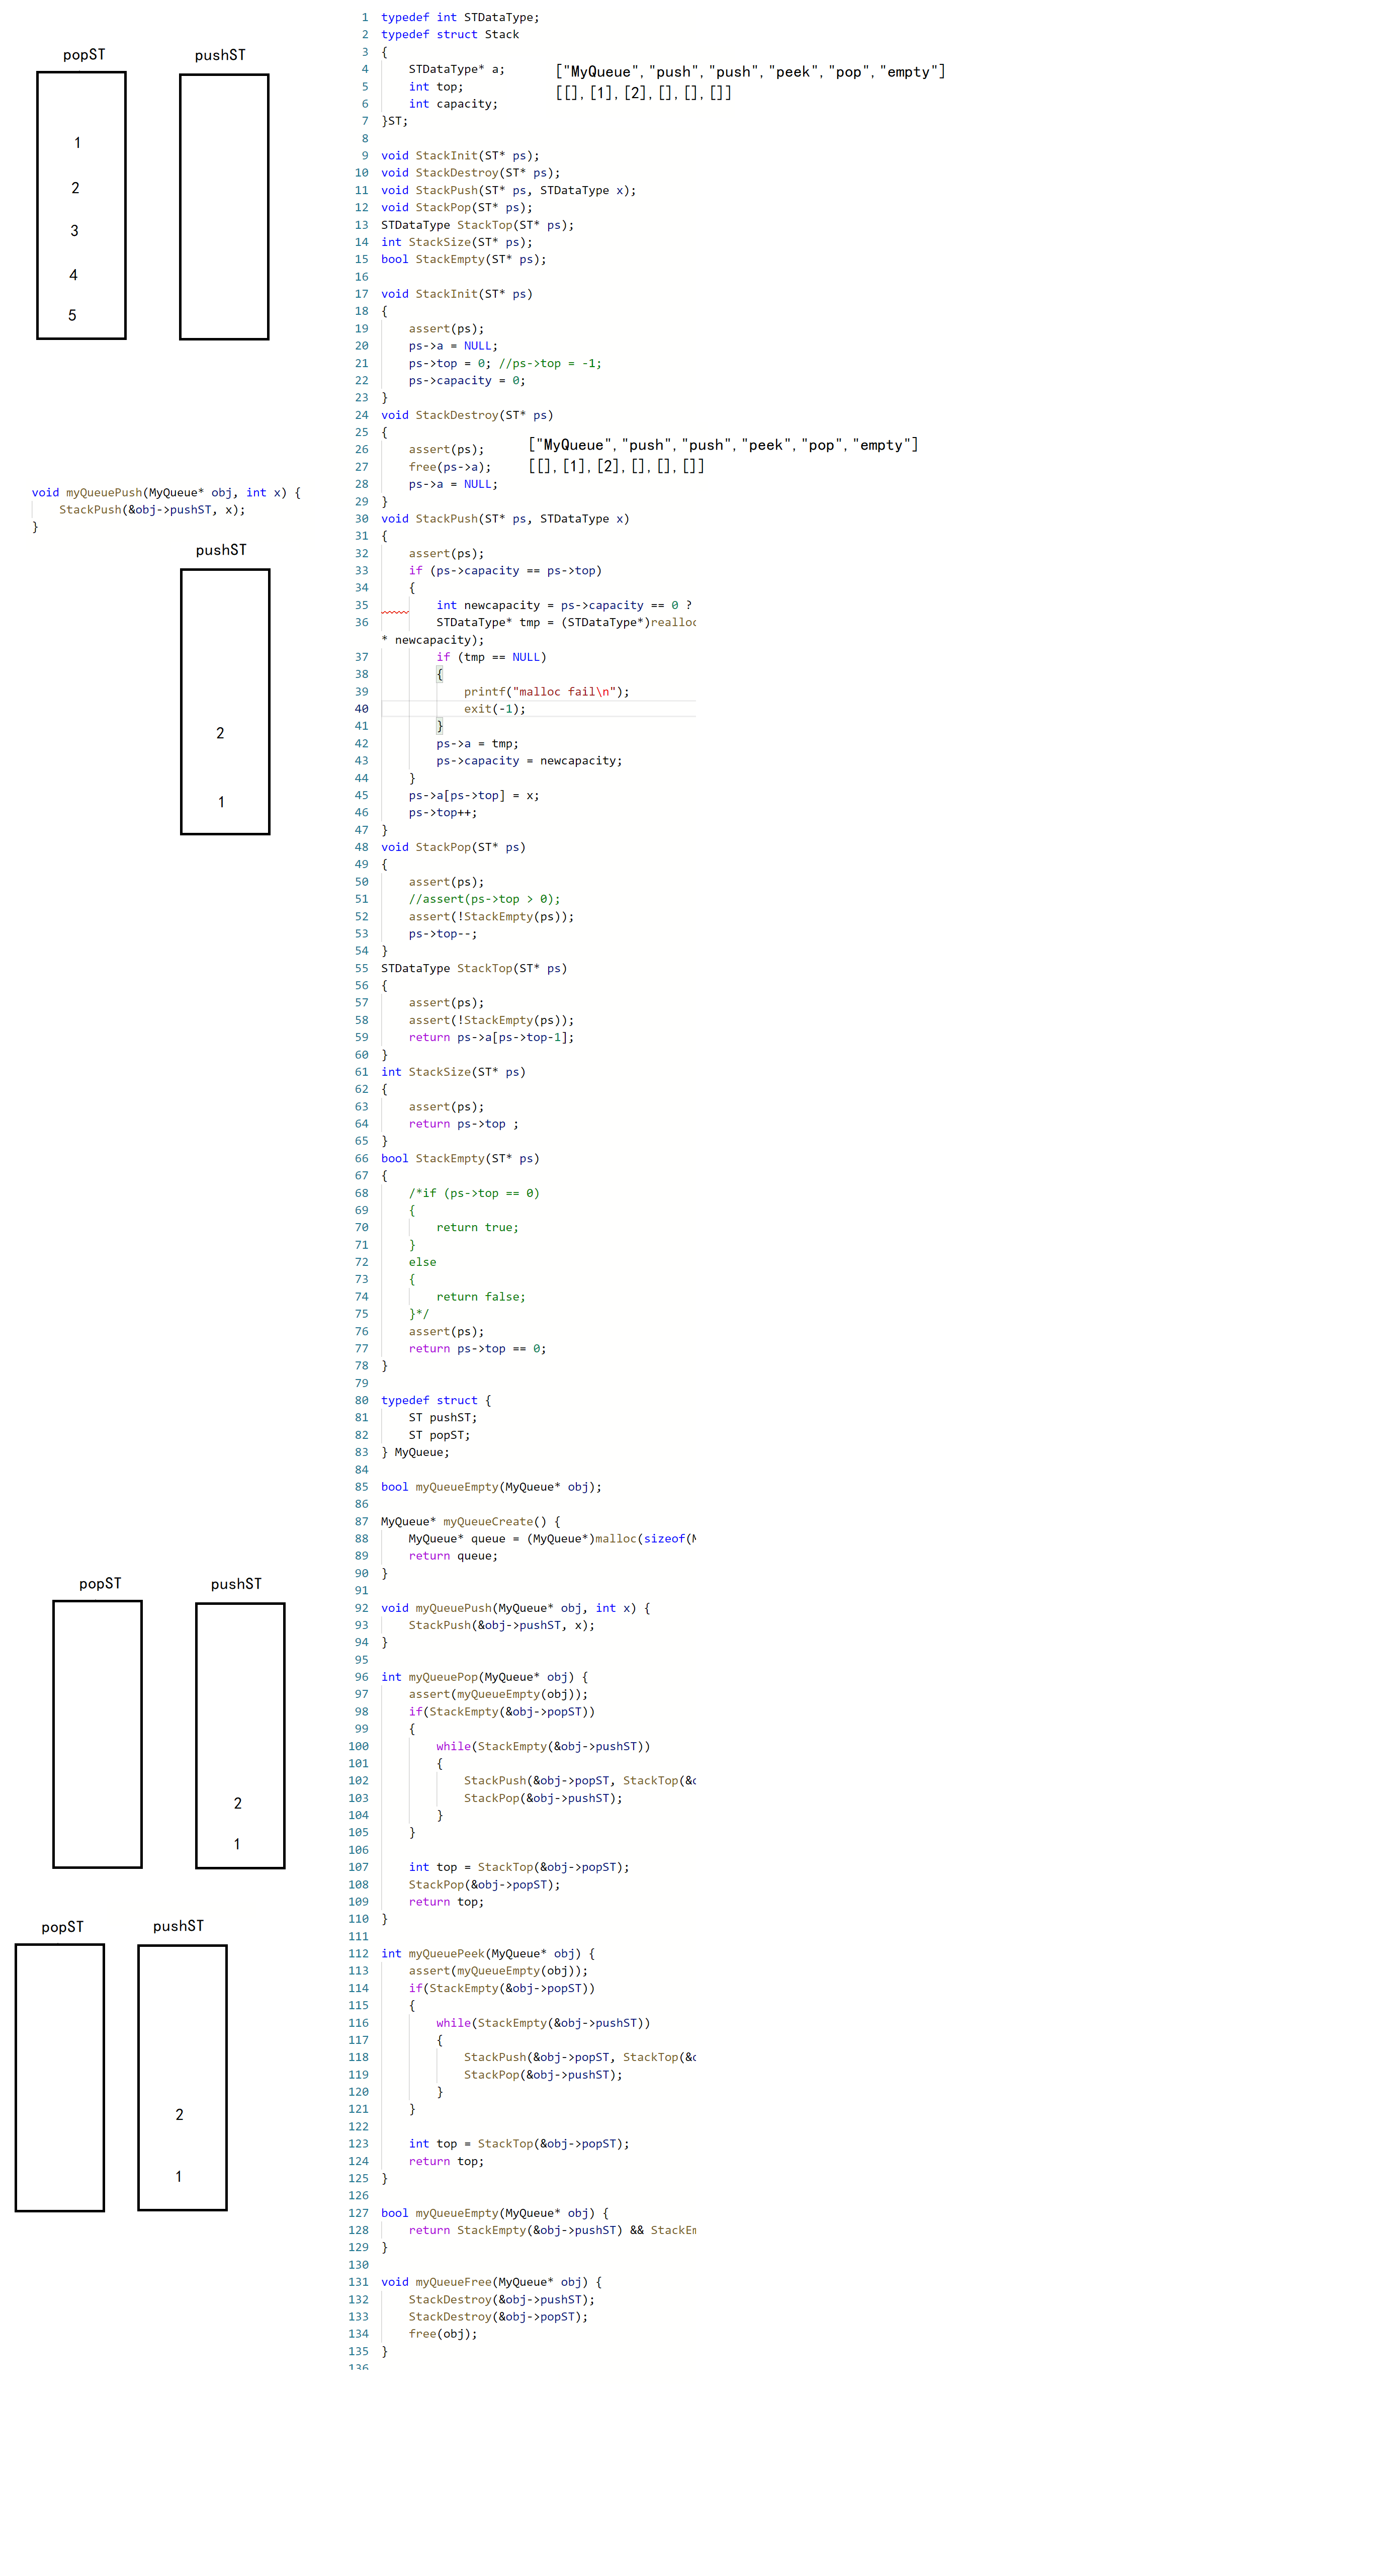 popST pushST
1
2
3
4
5
void myQueuePush(MyQueue* obj, int x) {
StackPush(&obj->pushST, x);
}
pushST
2
1
popST pushST
2
1
popST pushST
2
1
1 typedef int STDataType;
2 typedef struct Stack
3 {
4 STDataType* a;
5 int top;
6 int capacity;
7 }ST;
8
9 void StackInit(ST* ps);
10 void StackDestroy(ST* ps);
11 void StackPush(ST* ps, STDataType x);
12 void StackPop(ST* ps);
13 STDataType StackTop(ST* ps);
14 int StackSize(ST* ps);
15 bool StackEmpty(ST* ps);
16
17 void StackInit(ST* ps)
18 {
19 assert(ps);
20 ps->a = NULL;
21 ps->top = 0; //ps->top = -1;
22 ps->capacity = 0;
23 }
24 void StackDestroy(ST* ps)
25 {
26 assert(ps);
27 free(ps->a);
28 ps->a = NULL;
29 }
30 void StackPush(ST* ps, STDataType x)
31 {
32 assert(ps);
33 if (ps->capacity == ps->top)
34 {
35 int newcapacity = ps->capacity == 0 ?
36 STDataType* tmp = (STDataType*)realloc
* newcapacity);
37 if (tmp == NULL)
38 {
39 printf("malloc fail\n");
40 exit(-1);
41 }
42 ps->a = tmp;
43 ps->capacity = newcapacity;
44 }
45 ps->a[ps->top] = x;
46 ps->top++;
47 }
48 void StackPop(ST* ps)
49 {
50 assert(ps);
51 //assert(ps->top > 0);
52 assert(!StackEmpty(ps));
53 ps->top--;
54 }
55 STDataType StackTop(ST* ps)
56 {
57 assert(ps);
58 assert(!StackEmpty(ps));
59 return ps->a[ps->top-1];
60 }
61 int StackSize(ST* ps)
62 {
63 assert(ps);
64 return ps->top ;
65 }
66 bool StackEmpty(ST* ps)
67 {
68 /*if (ps->top == 0)
69 {
70 return true;
71 }
72 else
73 {
74 return false;
75 }*/
76 assert(ps);
77 return ps->top == 0;
78 }
79
80 typedef struct {
81 ST pushST;
82 ST popST;
83 } MyQueue;
84
85 bool myQueueEmpty(MyQueue* obj);
86
87 MyQueue* myQueueCreate() {
88 MyQueue* queue = (MyQueue*)malloc(sizeof(M
89 return queue;
90 }
91
92 void myQueuePush(MyQueue* obj, int x) {
93 StackPush(&obj->pushST, x);
94 }
95
96 int myQueuePop(MyQueue* obj) {
97 assert(myQueueEmpty(obj));
98 if(StackEmpty(&obj->popST))
99 {
100 while(StackEmpty(&obj->pushST))
101 {
102 StackPush(&obj->popST, StackTop(&o
103 StackPop(&obj->pushST);
104 }
105 }
106
107 int top = StackTop(&obj->popST);
108 StackPop(&obj->popST);
109 return top;
110 }
111
112 int myQueuePeek(MyQueue* obj) {
113 assert(myQueueEmpty(obj));
114 if(StackEmpty(&obj->popST))
115 {
116 while(StackEmpty(&obj->pushST))
117 {
118 StackPush(&obj->popST, StackTop(&o
119 StackPop(&obj->pushST);
120 }
121 }
122
123 int top = StackTop(&obj->popST);
124 return top;
125 }
126
127 bool myQueueEmpty(MyQueue* obj) {
128 return StackEmpty(&obj->pushST) && StackEm
129 }
130
131 void myQueueFree(MyQueue* obj) {
132 StackDestroy(&obj->pushST);
133 StackDestroy(&obj->popST);
134 free(obj);
135 }
136
["MyQueue","push","push","peek","pop","empty"]
[[],[1],[2],[],[],[]]
["MyQueue","push","push","peek","pop","empty"]
[[],[1],[2],[],[],[]]